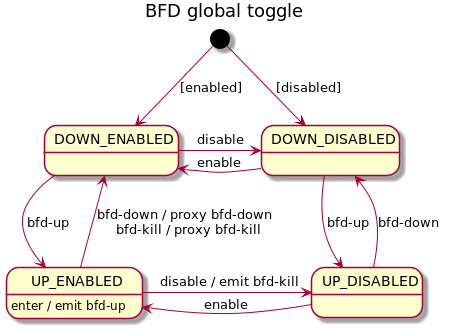 BFD global toggle
[enabled]
[disabled]
DOWN_ENABLED
disable
enable
DOWN_DISABLED
bfd-up
bfd-down / proxy bfd-down
bfd-kill / proxy bfd-kill
bfd-up
bfd-down
UP_ENABLED
enter / emit bfd-up
disable / emit bfd-kill
enable
UP_DISABLED